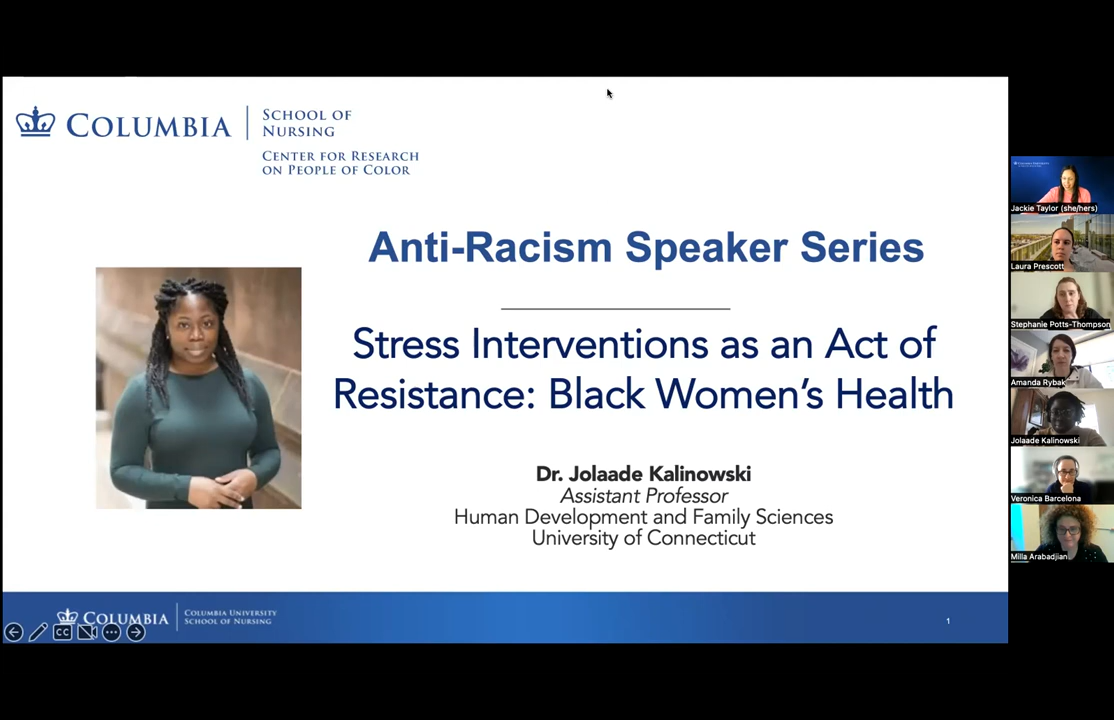 COLUMBIA
SCHOOL OF
NURSING
CENTER FOR RESEARCH
ON PEOPLE OF COLOR
Anti-Racism Speaker Series
Stress Interventions as an Act of
Resistance: Black Women's Health
Dr. Jolaade Kalinowski
Assistant Professor
Human Development and Family Sciences
University of Connecticut
COLUMBIA
COLUMBIA UNIVERSITY
SCHOOL OF NURSING
CC
1
Jackie Taylor (she/hers)
Laura Prescott
Stephanie Potts-Thompson
Amanda Rybak
Jolaade Kalinowski
Veronica Barcelona
Milla Arabadjian